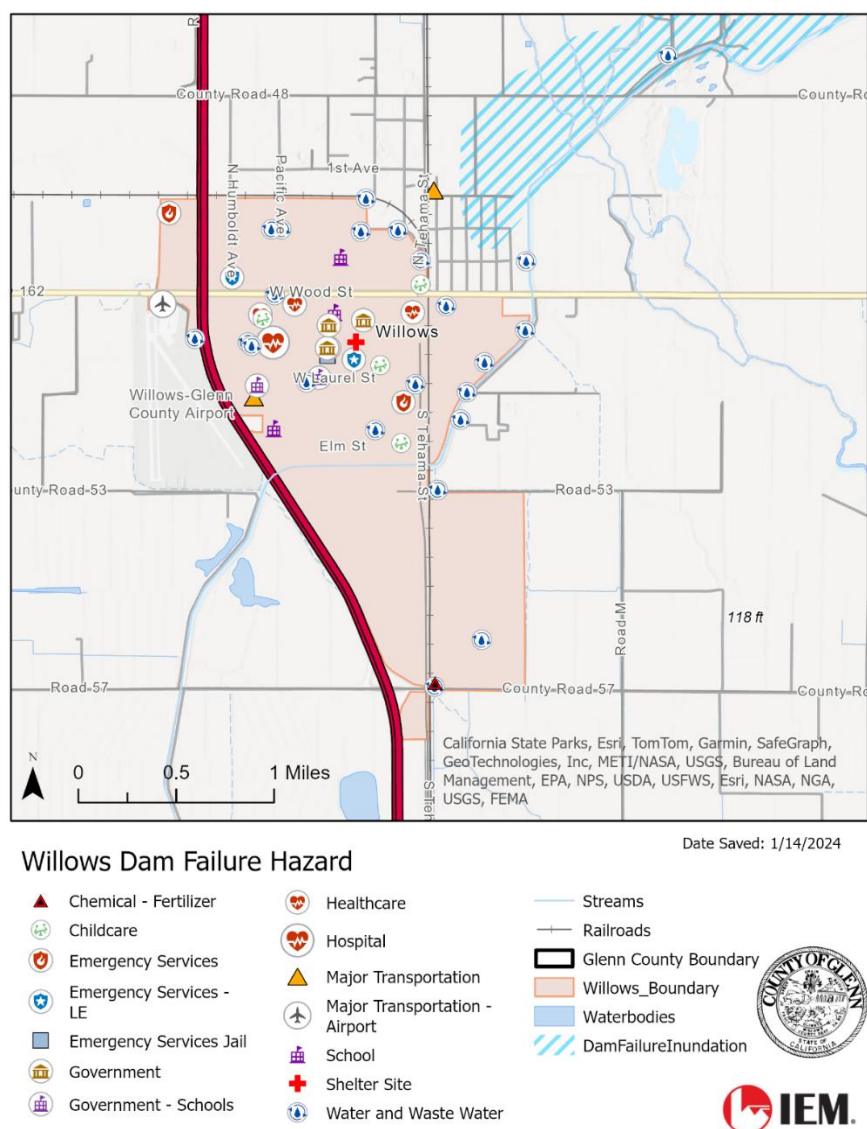 R
County Road 48
County Ro
N Humboldt Ave
Pacific Ave
1st Ave
N Tehama St
162
W Wood St
Willows
W Laurel St
Willows-Glenn
County Airport
Elm St
S Tehama St
ounty Road 53
Road 53
Road M
118 ft
Road 57
County Road 57
County Ro
N
0 0.5 1 Miles
S Teh
California State Parks, Esri, TomTom, Garmin, SafeGraph,
GeoTechnologies, Inc, METI/NASA, USGS, Bureau of Land
Management, EPA, NPS, USDA, USFWS, Esri, NASA, NGA,
USGS, FEMA
Date Saved: 1/14/2024
Willows Dam Failure Hazard
Chemical - Fertilizer
Childcare
Emergency Services
Emergency Services -
LE
Emergency Services Jail
Government
Government - Schools
Healthcare
Hospital
Major Transportation
Major Transportation -
Airport
School
Shelter Site
Water and Waste Water
Streams
Railroads
Glenn County Boundary
Willows_Boundary
Waterbodies
DamFailureInundation
COUNTY OF GLENN
STATE OF
CALIFORNIA
IEM.